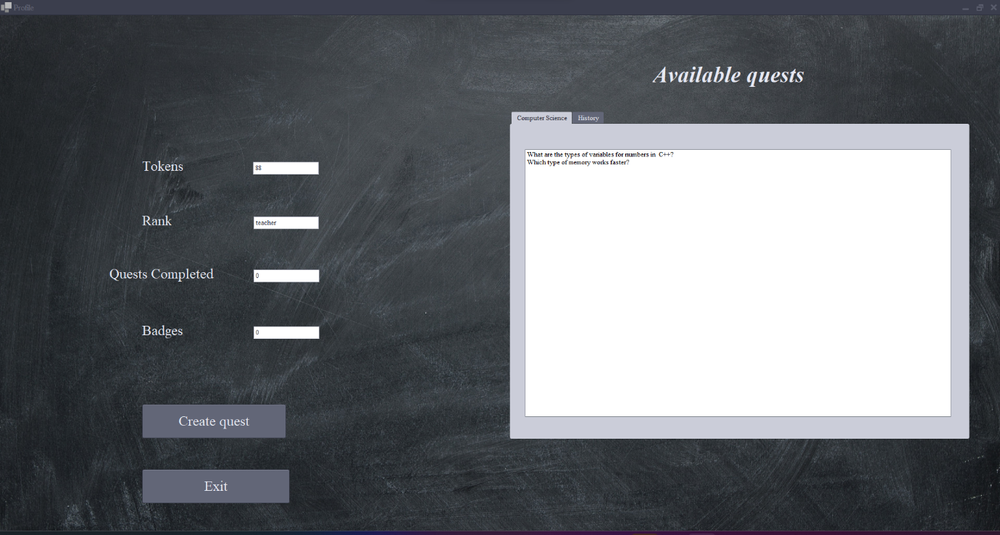 Profile
Available quests
Computer Science
History
What are the types of variables for numbers in  C++?
Which type of memory works faster?
Tokens
88
Rank
teacher
Quests Completed
0
Badges
0
Create quest
Exit